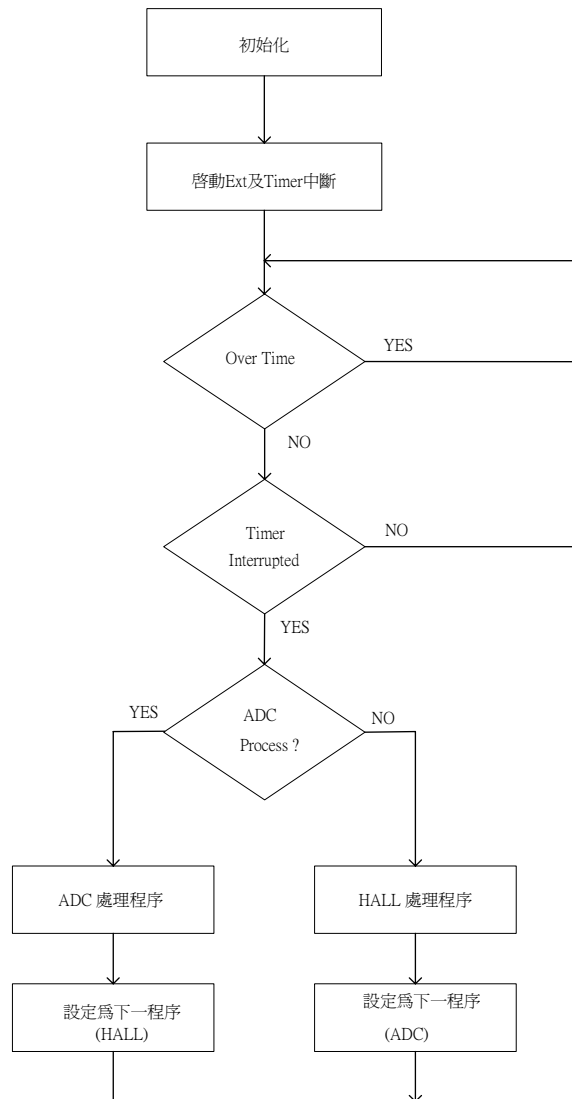 初始化
啓動Ext及Timer中斷
Over Time
YES
NO
Timer
Interrupted
NO
YES
YES
ADC
Process ?
NO
ADC 處理程序
HALL 處理程序
設定爲下一程序
(HALL)
設定爲下一程序
(ADC)